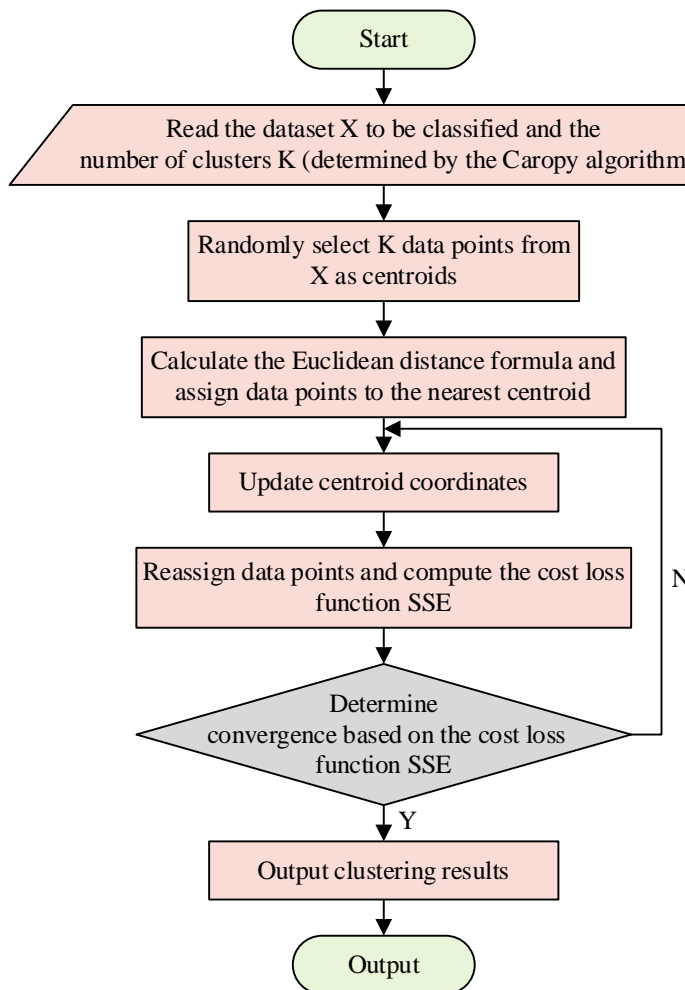 Start
Read the dataset X to be classified and the
number of clusters K (determined by the Caropy algorithm
Randomly select K data points from
X as centroids
Calculate the Euclidean distance formula and
assign data points to the nearest centroid
Update centroid coordinates
Reassign data points and compute the cost loss
function SSE
N
Determine
convergence based on the cost loss
function SSE
Y
Output clustering results
Output